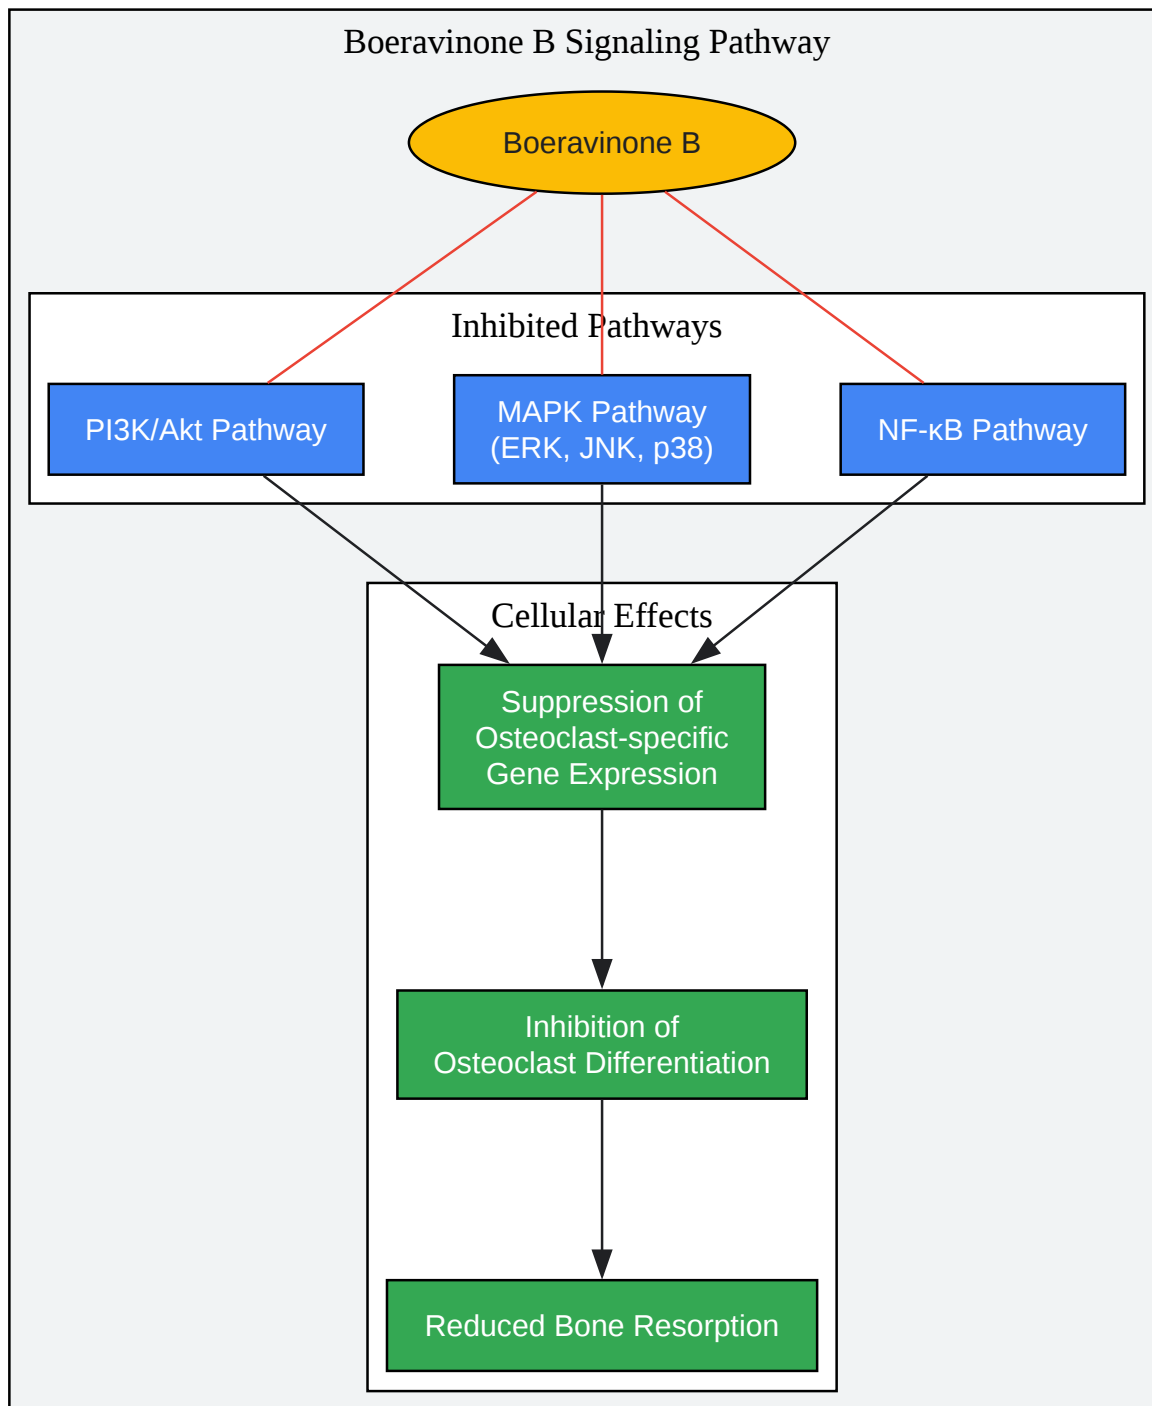 Boeravinone B Signaling Pathway
Boeravinone B
Inhibited Pathways
PI3K/Akt Pathway
MAPK Pathway
(ERK, JNK, p38)
NF-κB Pathway
Cellular Effects
Suppression of
Osteoclast-specific
Gene Expression
Inhibition of
Osteoclast Differentiation
Reduced Bone Resorption